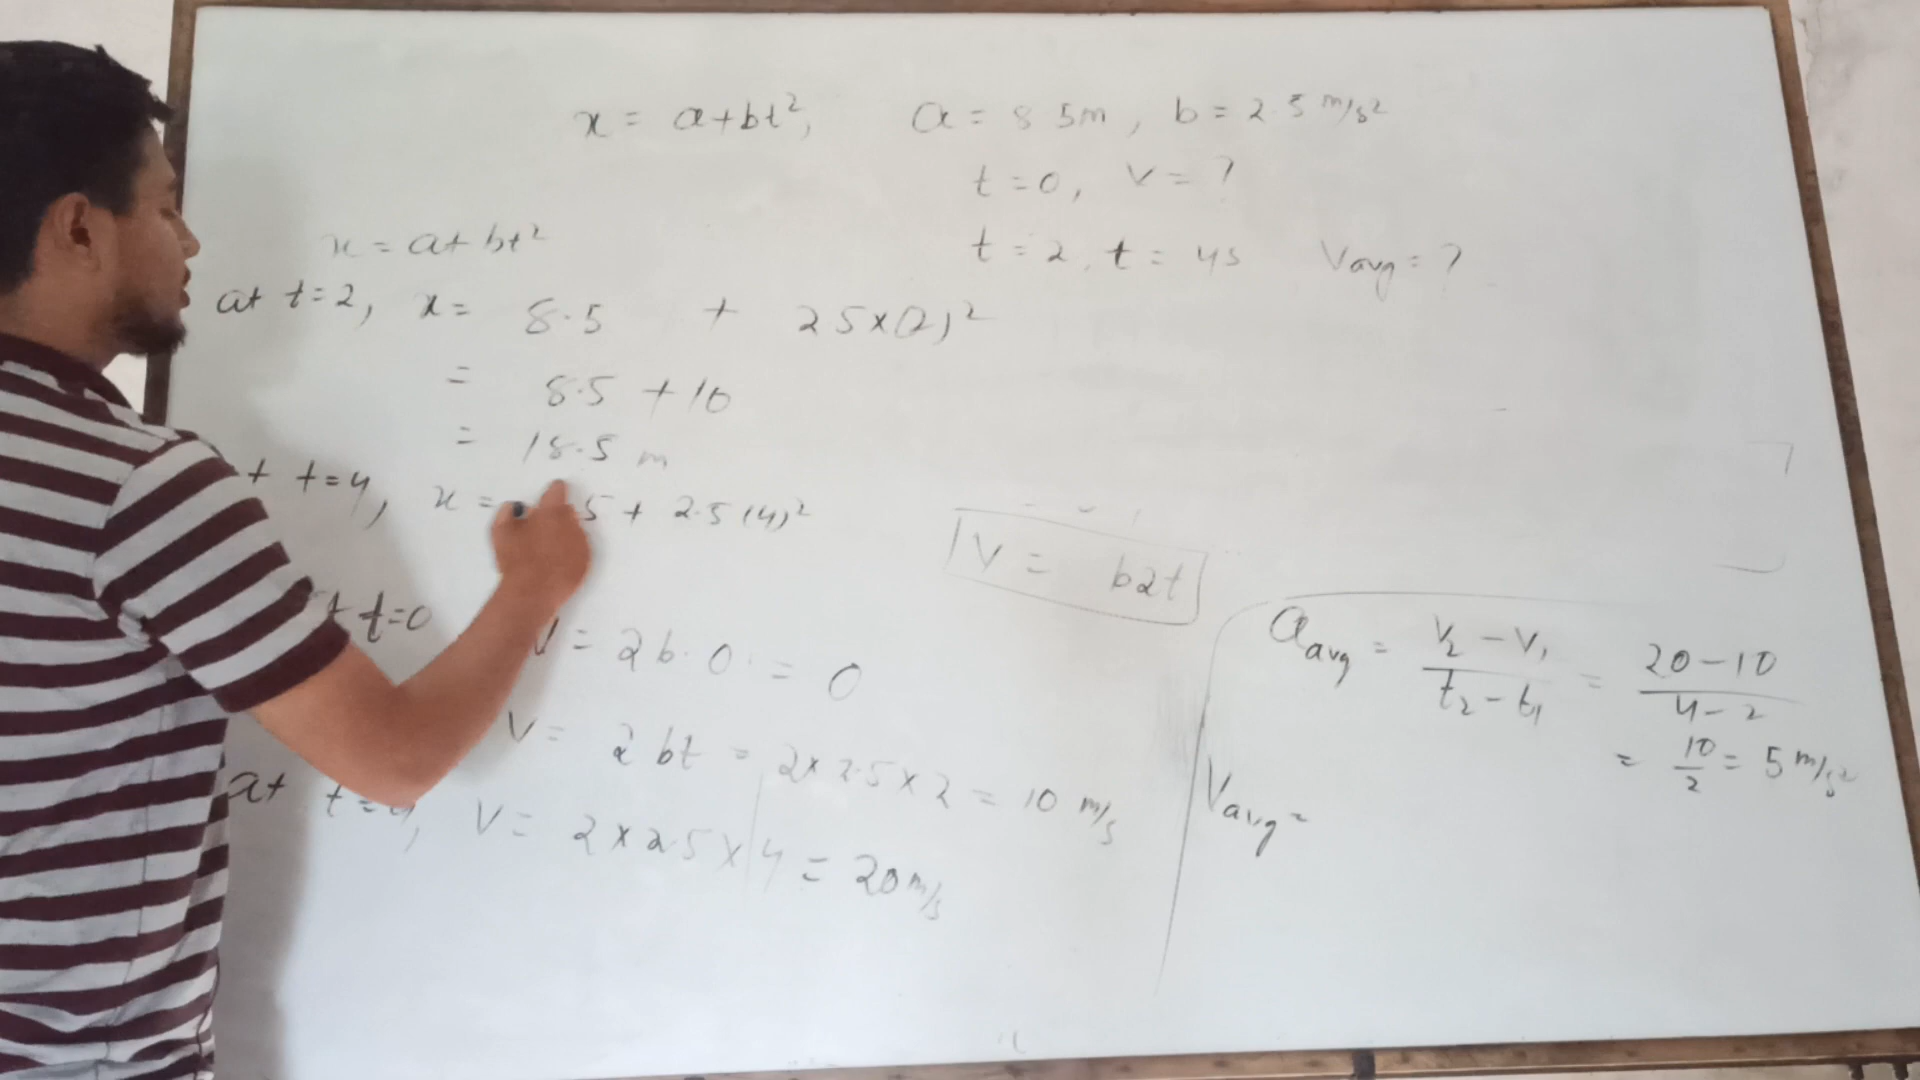 x = a+bt², a = 8 5m, b = 2.5 m/s²
t = 0, v = ?
t = 2, t = 4s Vavg = ?
x = a+bt²
at t=2, x = 8.5 + 2 5×(2)²
= 8.5 + 10
= 18.5 m
t t=4, x = 5 + 2.5(4)²
V = b2t
t t=0 V = 2b.0 = 0
V = 2bt = 2×2.5×2 = 10 m/s
at t=4, V = 2×2.5×4 = 20 m/s
aavg = V₂ - V₁ / t₂ - t₁ = 20-10 / 4-2
= 10/2 = 5 m/s²
Vavg =